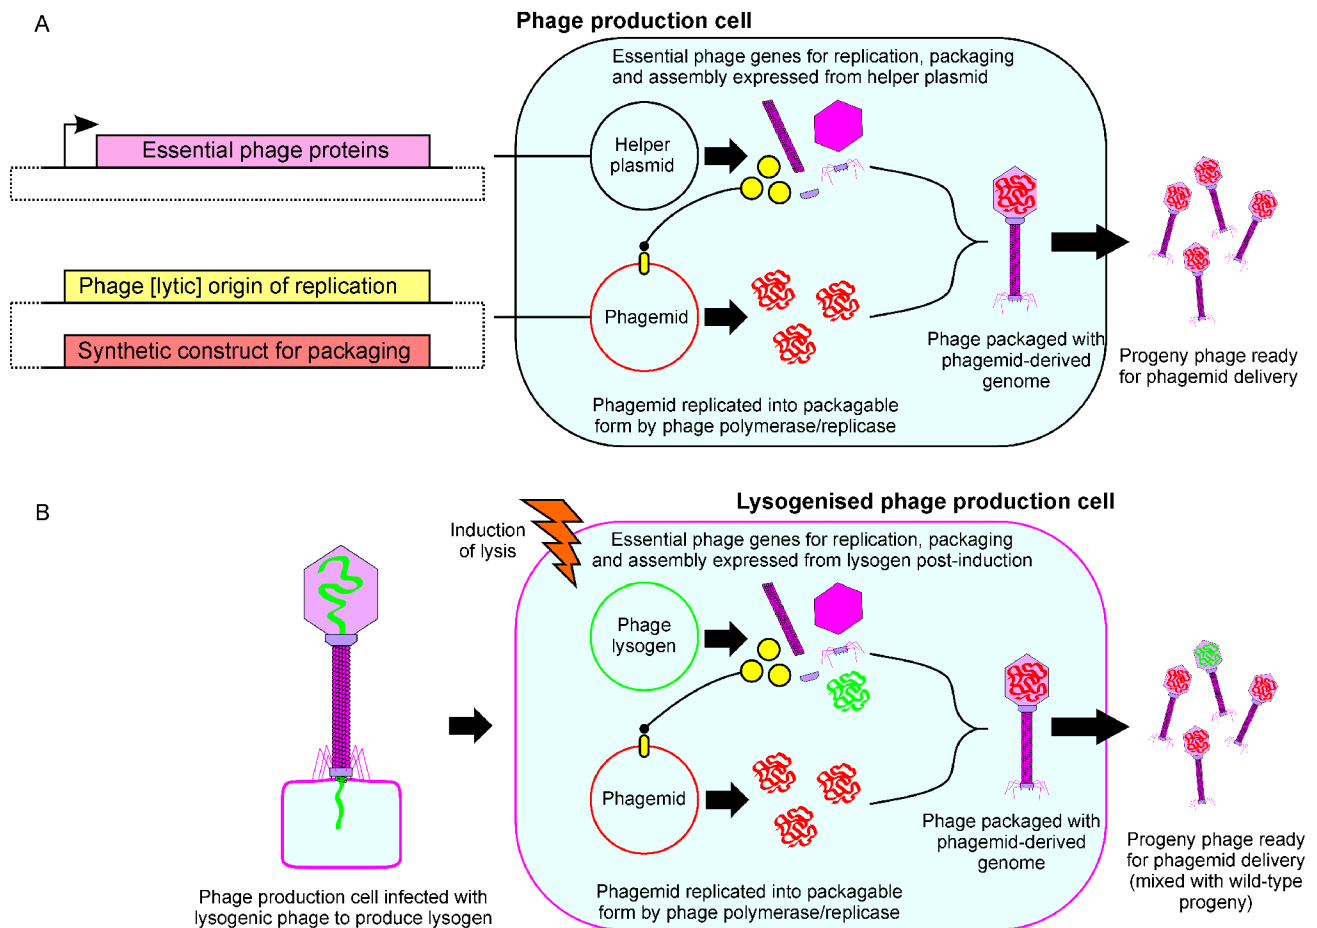 A
Phage production cell
Essential phage genes for replication, packaging
and assembly expressed from helper plasmid
Essential phage proteins
Helper
plasmid
Phage [lytic] origin of replication
Synthetic construct for packaging
Phagemid
Phage packaged with
phagemid-derived
genome
Progeny phage ready
for phagemid delivery
Phagemid replicated into packagable
form by phage polymerase/replicase
B
Lysogenised phage production cell
Induction
of lysis
Essential phage genes for replication, packaging
and assembly expressed from lysogen post-induction
Phage
lysogen
Phagemid
Phage packaged with
phagemid-derived
genome
Progeny phage ready
for phagemid delivery
(mixed with wild-type
progeny)
Phage production cell infected with
lysogenic phage to produce lysogen
Phagemid replicated into packagable
form by phage polymerase/replicase